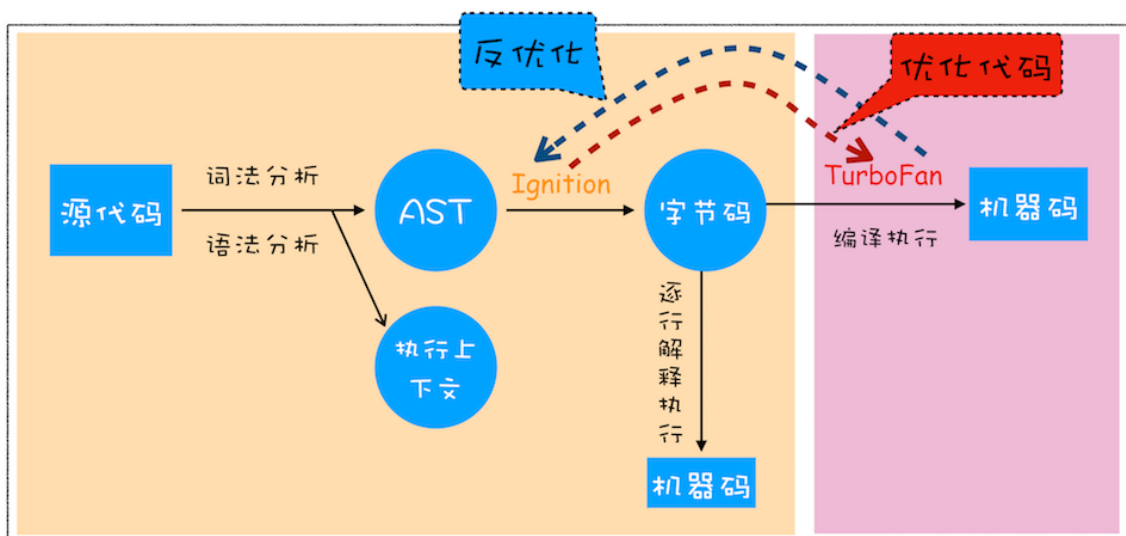 反优化
优化代码
源代码
词法分析
语法分析
AST
Ignition
字节码
TurboFan
编译执行
机器码
执行上
下文
逐行解释执行
机器码